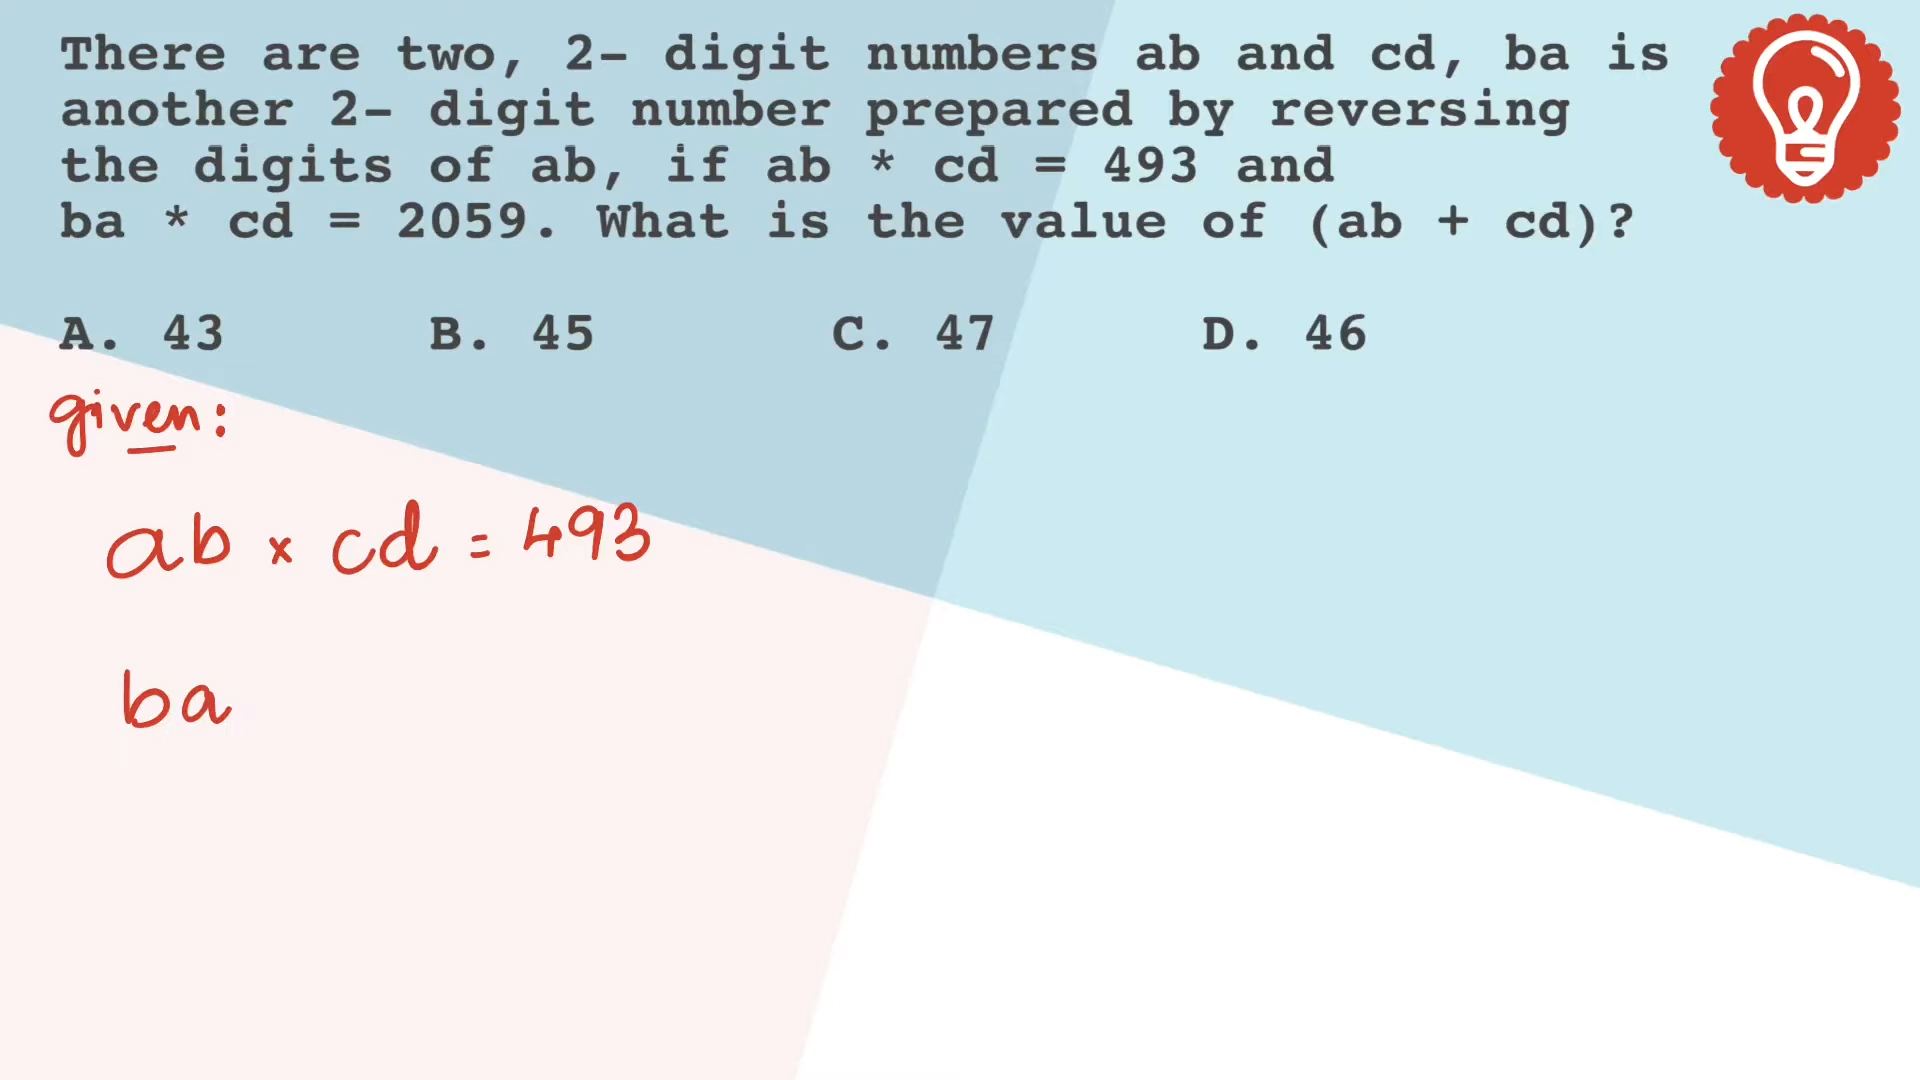 There are two, 2- digit numbers ab and cd, ba is
another 2- digit number prepared by reversing
the digits of ab, if ab * cd = 493 and
ba * cd = 2059. What is the value of (ab + cd)?
A. 43 B. 45 C. 47 D. 46
given:
ab × cd = 493
ba